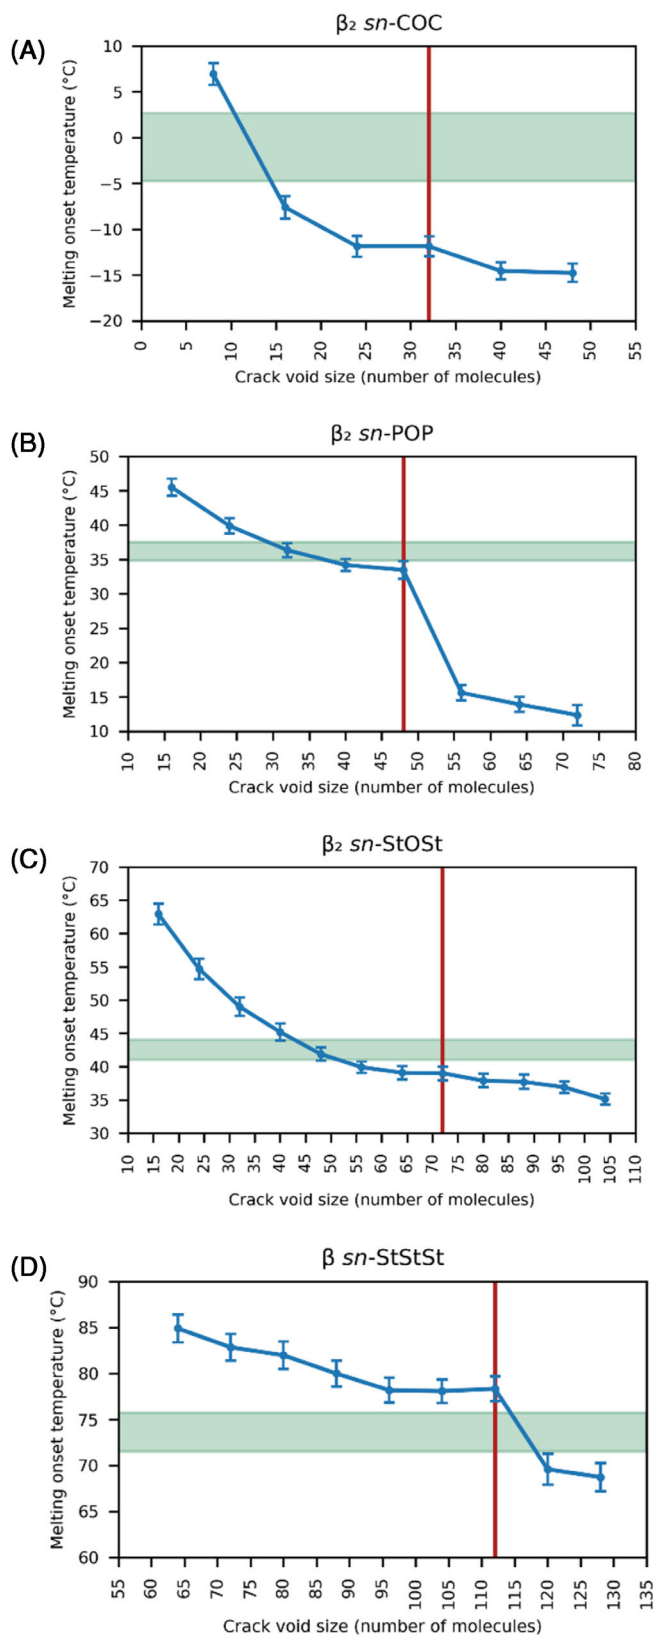 (A)
β₂ sn-COC
Melting onset temperature (°C)
10
5
0
−5
−10
−15
−20
0 5 10 15 20 25 30 35 40 45 50 55
Crack void size (number of molecules)
(B)
β₂ sn-POP
Melting onset temperature (°C)
50
45
40
35
30
25
20
15
10
10 15 20 25 30 35 40 45 50 55 60 65 70 75 80
Crack void size (number of molecules)
(C)
β₂ sn-StOSt
Melting onset temperature (°C)
70
65
60
55
50
45
40
35
30
10 15 20 25 30 35 40 45 50 55 60 65 70 75 80 85 90 95 100 105 110
Crack void size (number of molecules)
(D)
β sn-StStSt
Melting onset temperature (°C)
90
85
80
75
70
65
60
55 60 65 70 75 80 85 90 95 100 105 110 115 120 125 130 135
Crack void size (number of molecules)